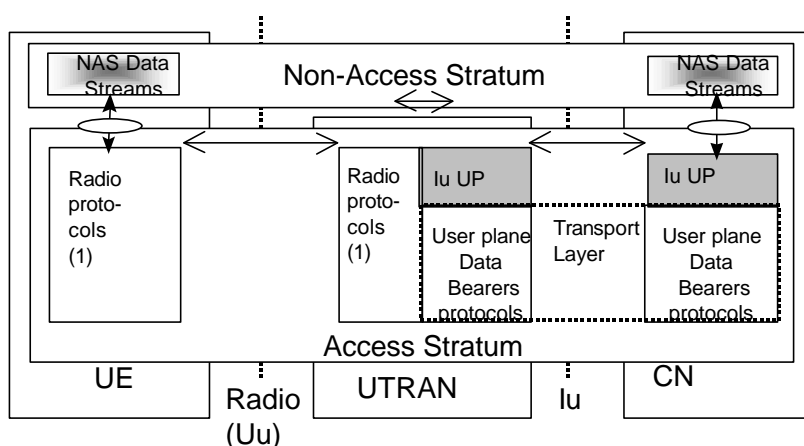 NAS Data
Streams
Non-Access Stratum
NAS Data
Streams
Radio
proto-
cols
(1)
Radio
proto-
cols
(1)
Iu UP
User plane
Data
Bearers
protocols
Transport
Layer
Iu UP
User plane
Data
Bearers
protocols
Access Stratum
UE
Radio
(Uu)
UTRAN
Iu
CN